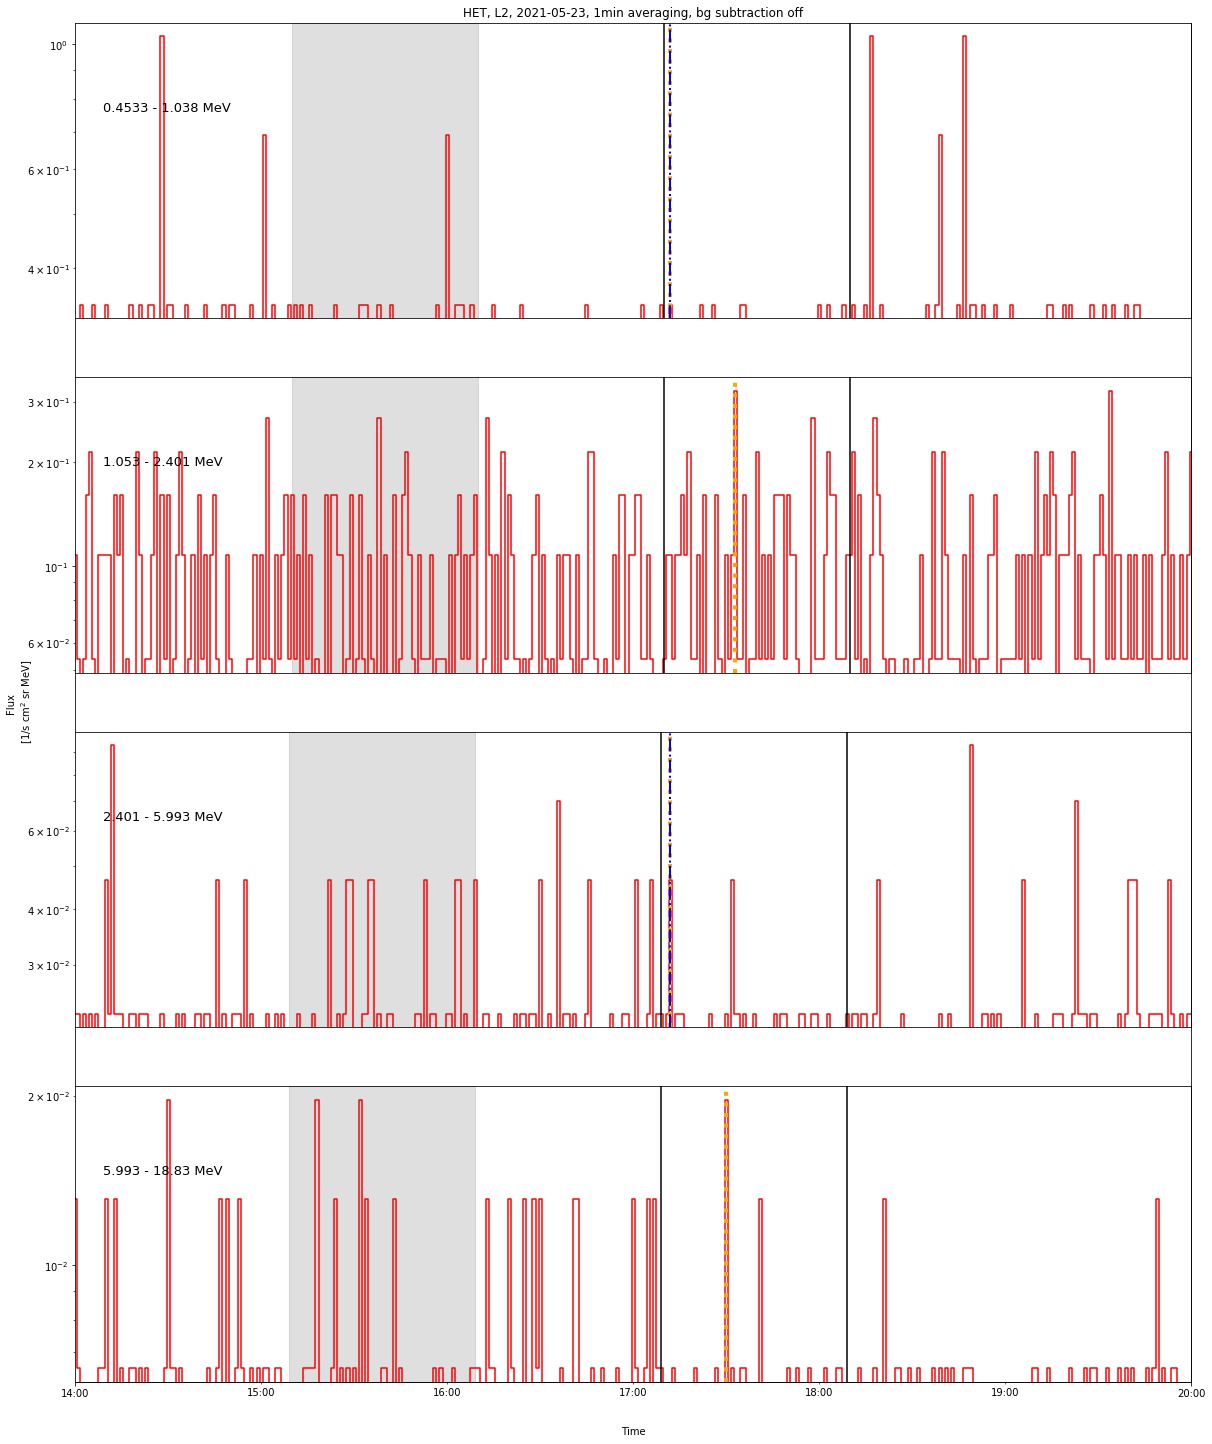 HET, L2, 2021-05-23, 1min averaging, bg subtraction off
10⁰
6 × 10⁻¹
4 × 10⁻¹
0.4533 - 1.038 MeV
3 × 10⁻¹
2 × 10⁻¹
10⁻¹
6 × 10⁻²
1.053 - 2.401 MeV
Flux
[1/s cm² sr MeV]
6 × 10⁻²
4 × 10⁻²
3 × 10⁻²
2.401 - 5.993 MeV
2 × 10⁻²
10⁻²
5.993 - 18.83 MeV
14:00 15:00 16:00 17:00 18:00 19:00 20:00
Time